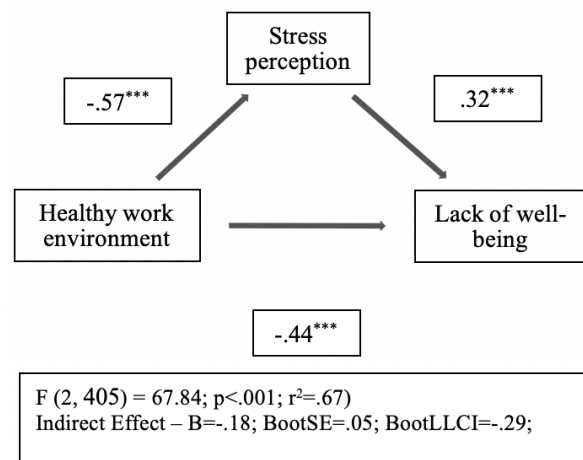 Stress
perception
-.57***
.32***
Healthy work
environment
Lack of well-
being
-.44***
F (2, 405) = 67.84; p<.001; r²=.67)
Indirect Effect – B=-.18; BootSE=.05; BootLLCI=-.29;